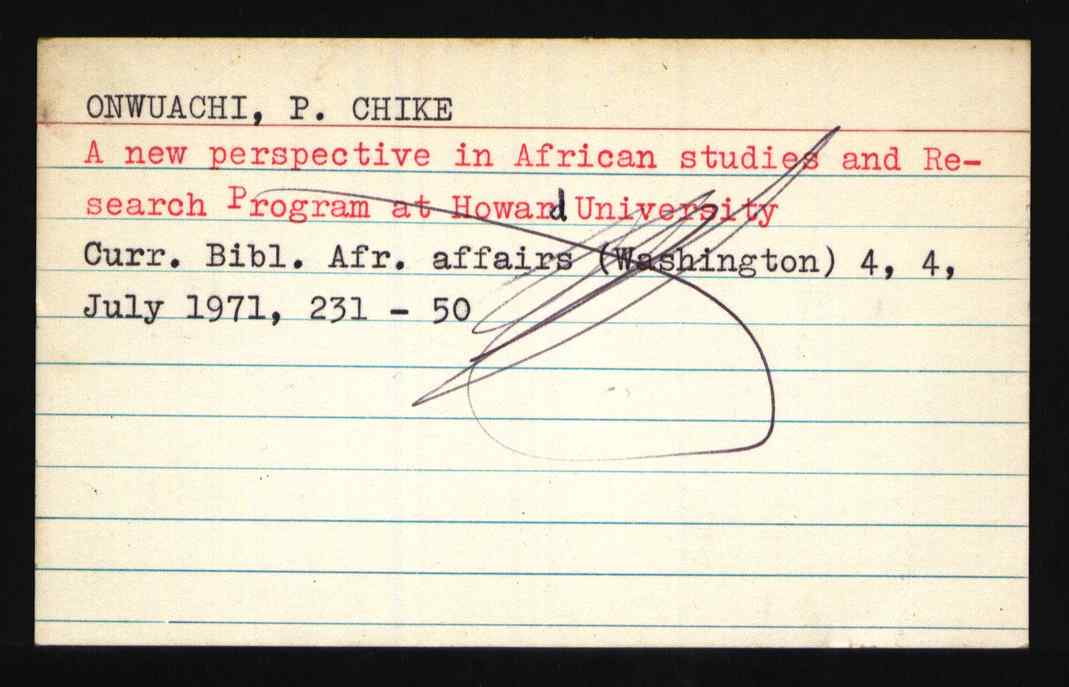 ONWUACHI, P. CHIKE
A new perspective in African studies and Re-
search Program at Howard University
Curr. Bibl. Afr. affairs (Washington) 4, 4,
July 1971, 231 - 50